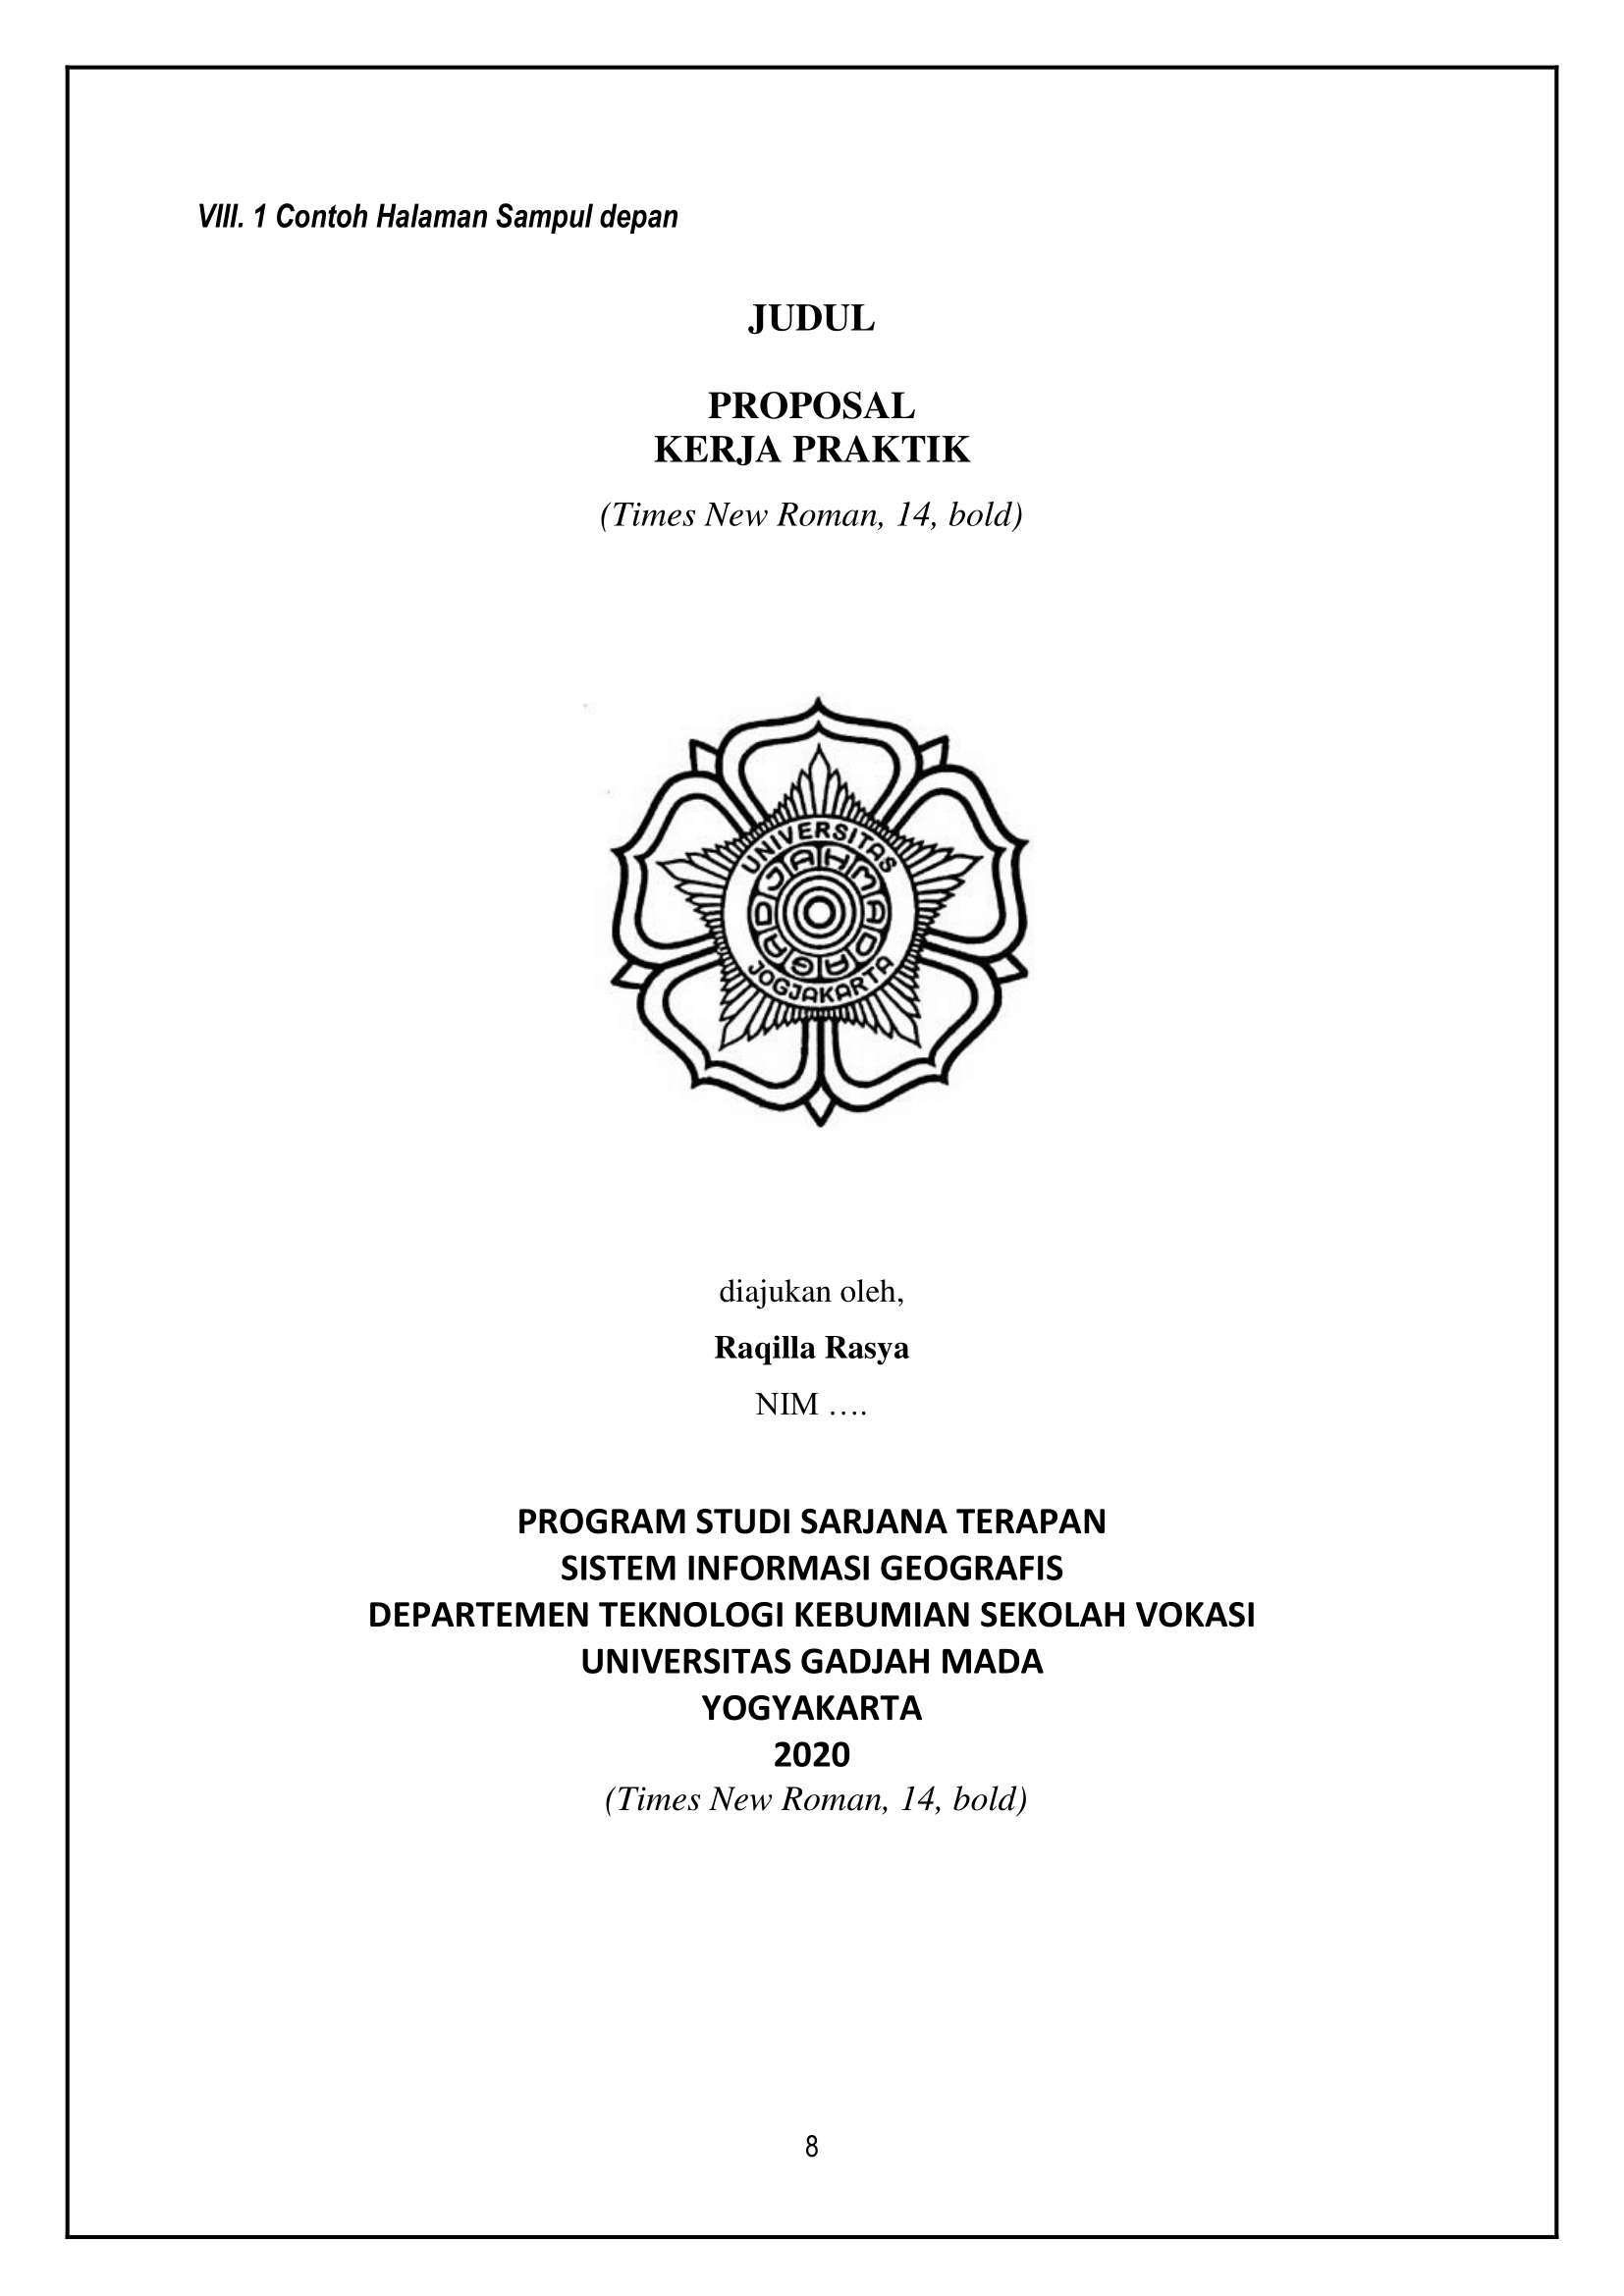 VIII. 1 Contoh Halaman Sampul depan
JUDUL
PROPOSAL
KERJA PRAKTIK
(Times New Roman, 14, bold)
UNIVERSITAS
GADJAH MADA
JOGJAKARTA
diajukan oleh,
Raqilla Rasya
NIM ….
PROGRAM STUDI SARJANA TERAPAN
SISTEM INFORMASI GEOGRAFIS
DEPARTEMEN TEKNOLOGI KEBUMIAN SEKOLAH VOKASI
UNIVERSITAS GADJAH MADA
YOGYAKARTA
2020
(Times New Roman, 14, bold)
8